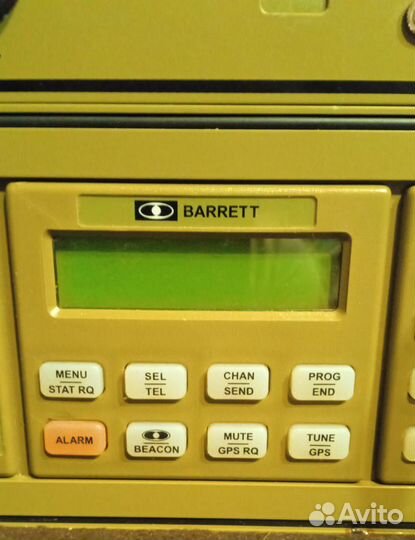 BARRETT
MENU
STAT RQ
SEL
TEL
CHAN
SEND
PROG
END
ALARM
BEACON
MUTE
GPS RQ
TUNE
GPS
Avito